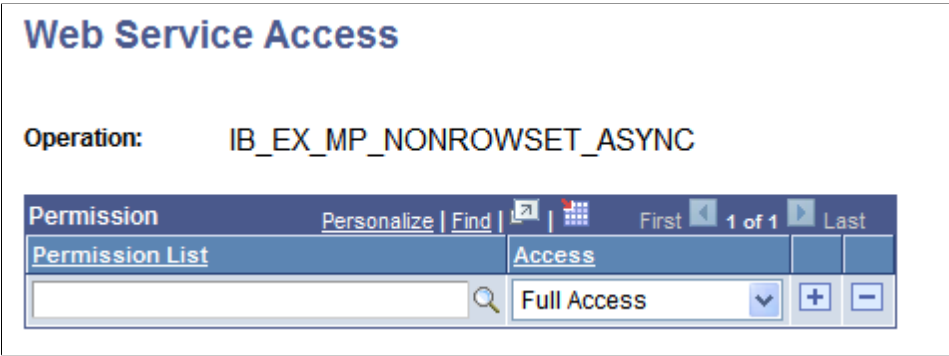 Web Service Access
Operation: IB_EX_MP_NONROWSET_ASYNC
Permission Personalize | Find | | First 1 of 1 Last
Permission List Access
Full Access